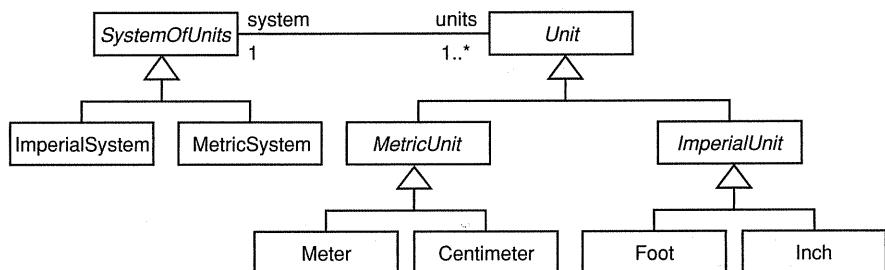 SystemOfUnits
system
1
units
1..*
Unit
ImperialSystem
MetricSystem
MetricUnit
ImperialUnit
Meter
Centimeter
Foot
Inch